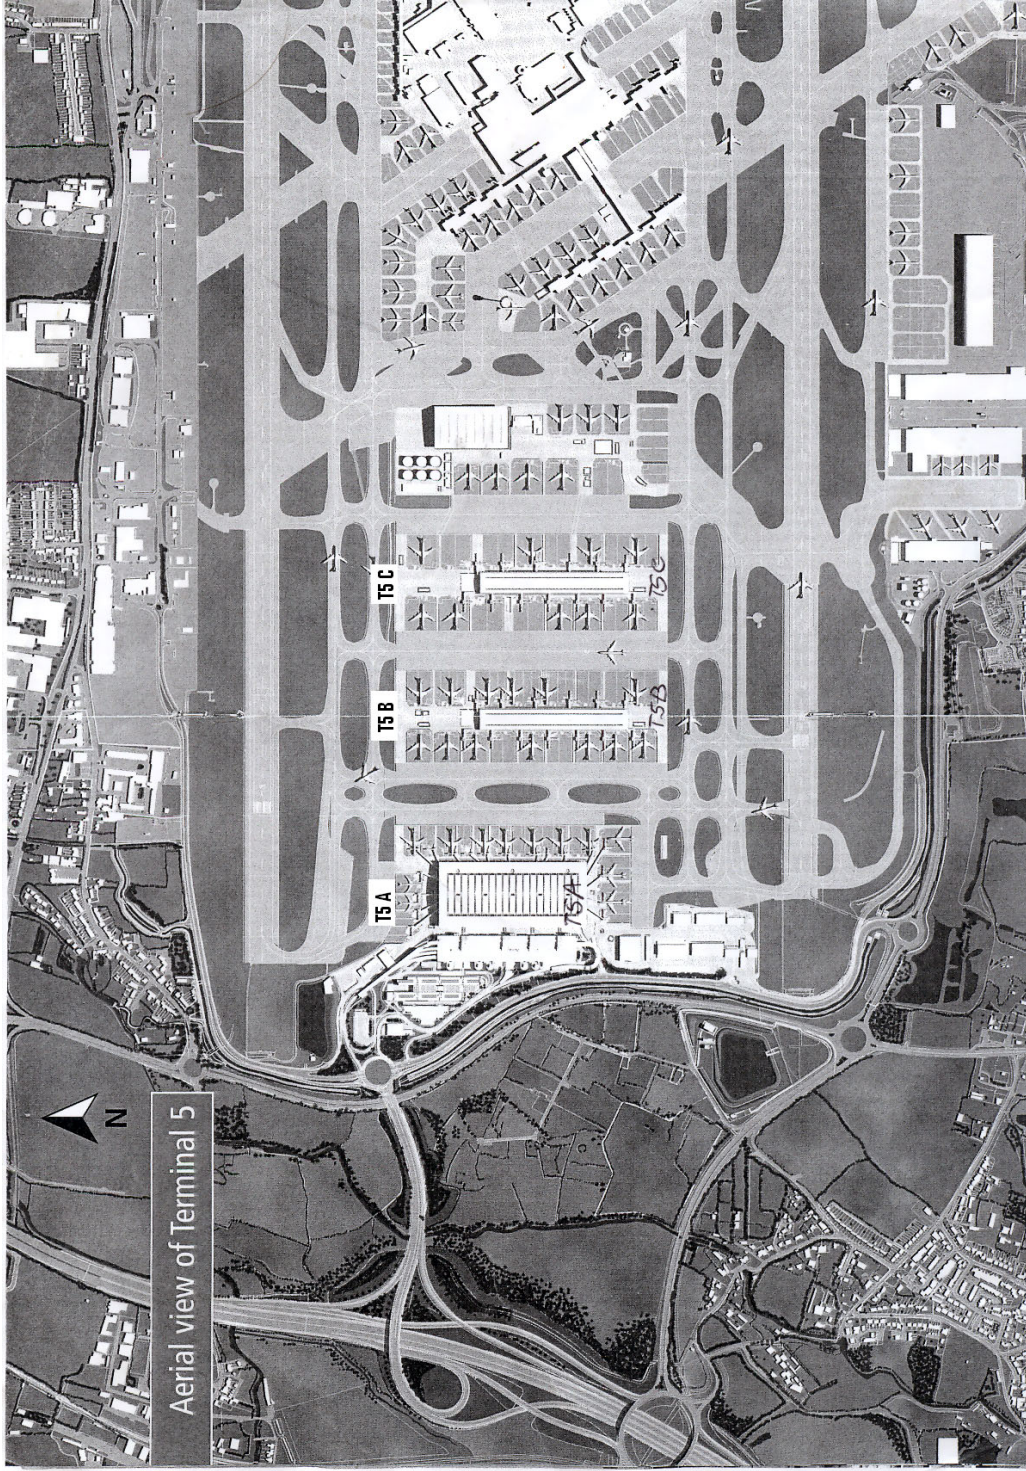 Aerial view of Terminal 5
N
T5 A
T5 B
T5 C
T5A
T5B
T5C